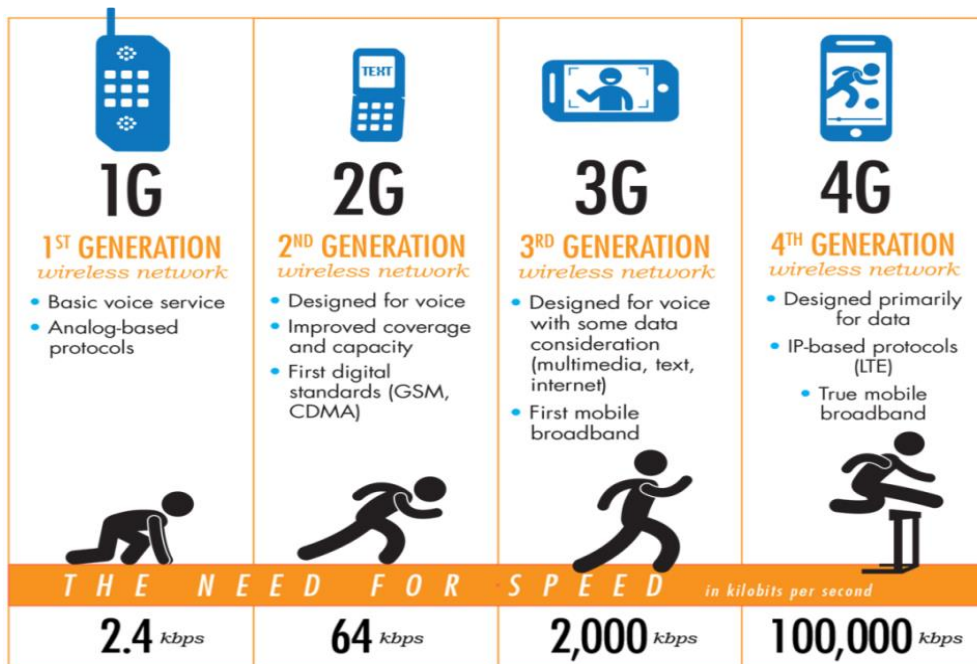 TEXT
1G
1ST GENERATION
wireless network
• Basic voice service
• Analog-based
protocols
2G
2ND GENERATION
wireless network
• Designed for voice
• Improved coverage
and capacity
• First digital
standards (GSM,
CDMA)
3G
3RD GENERATION
wireless network
• Designed for voice
with some data
consideration
(multimedia, text,
internet)
• First mobile
broadband
4G
4TH GENERATION
wireless network
• Designed primarily
for data
• IP-based protocols
(LTE)
• True mobile
broadband
THE NEED FOR SPEED in kilobits per second
2.4 kbps
64 kbps
2,000 kbps
100,000 kbps